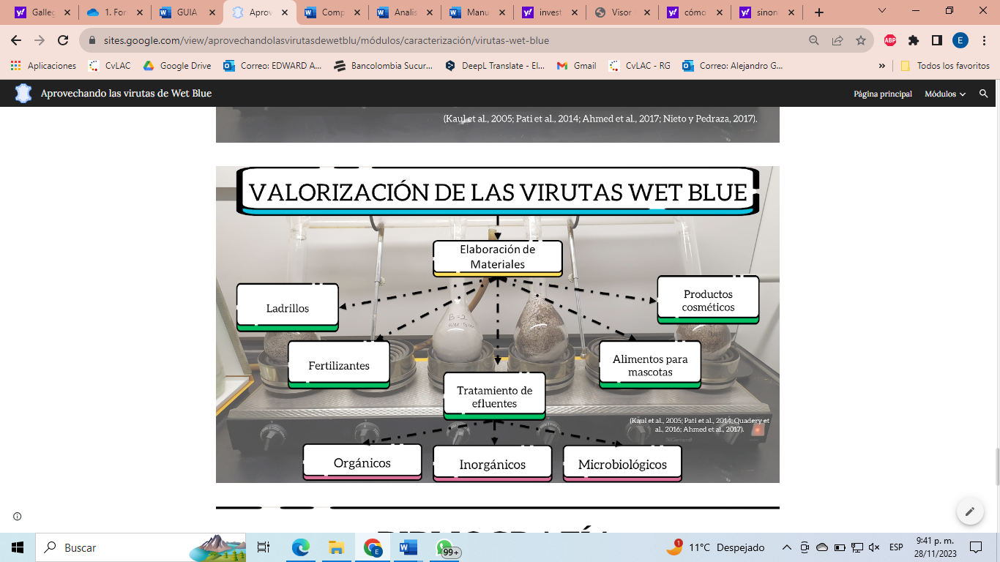 Galleg
1. For
GUIA
Aprov
Comp
Analis
Manu
invest
Visor
cómo
sinon
sites.google.com/view/aprovechandolasvirutasdewetblu/módulos/caracterización/virutas-wet-blue
ABP
E
Aplicaciones
CvLAC
Google Drive
Correo: EDWARD A...
Bancolombia Sucur...
DeepL Translate - El...
Gmail
CvLAC - RG
Correo: Alejandro G...
»
Todos los favoritos
Aprovechando las virutas de Wet Blue
Página principal
Módulos
(Kaul et al., 2005; Pati et al., 2014; Ahmed et al., 2017; Nieto y Pedraza, 2017).
VALORIZACIÓN DE LAS VIRUTAS WET BLUE
Elaboración de
Materiales
Ladrillos
Productos
cosméticos
B=2
Fertilizantes
Alimentos para
mascotas
Tratamiento de
efluentes
(Kaul et al., 2005; Pati et al., 2014; Quadery et
al., 2016; Ahmed et al., 2017).
Orgánicos
Inorgánicos
Microbiológicos
BIBLIOGRAFÍA
Buscar
99+
1
11°C Despejado
ESP
9:41 p. m.
28/11/2023